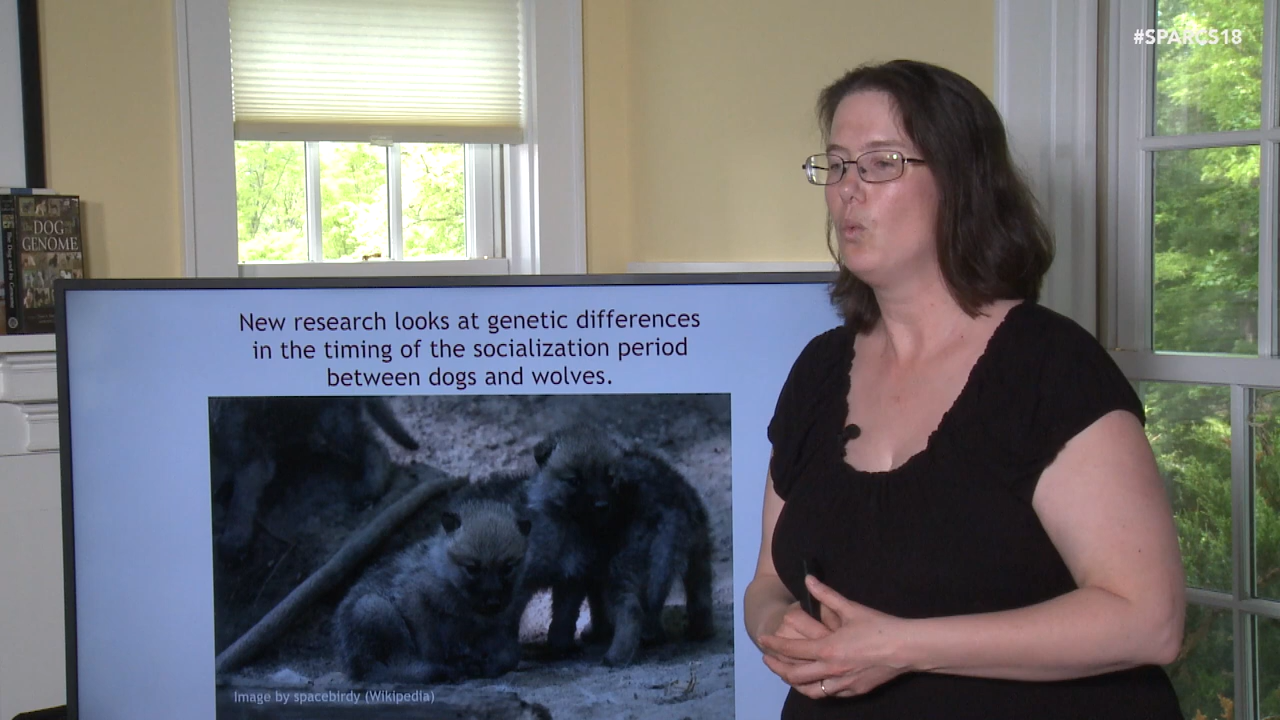 #SPARCS18
DOG
GENOME
New research looks at genetic differences
in the timing of the socialization period
between dogs and wolves.
Image by spacebirdy (Wikipedia)